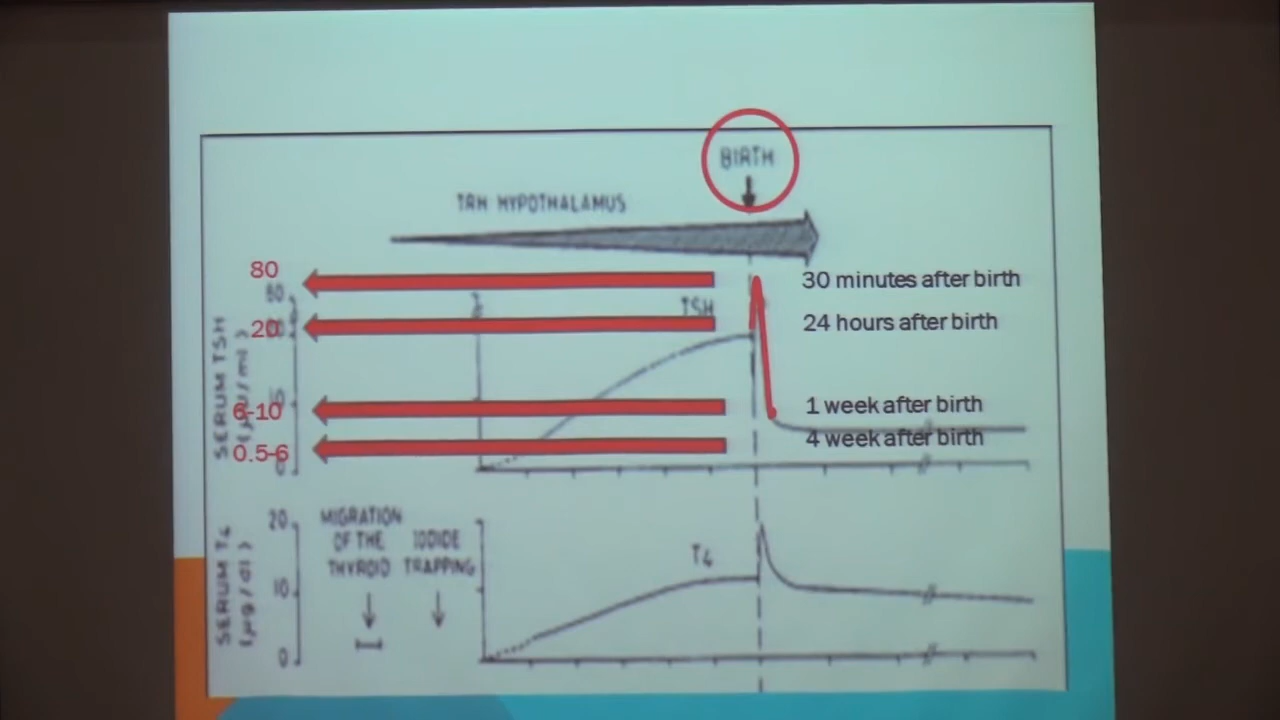 BIRTH
TRH HYPOTHALAMUS
80
30 minutes after birth
TSH
20
24 hours after birth
SERUM TSH
6-10
1 week after birth
0.5-6
4 week after birth
SERUM T4
(µg/dl)
20
10
0
MIGRATION
OF THE
THYROID
IODIDE
TRAPPING
T4